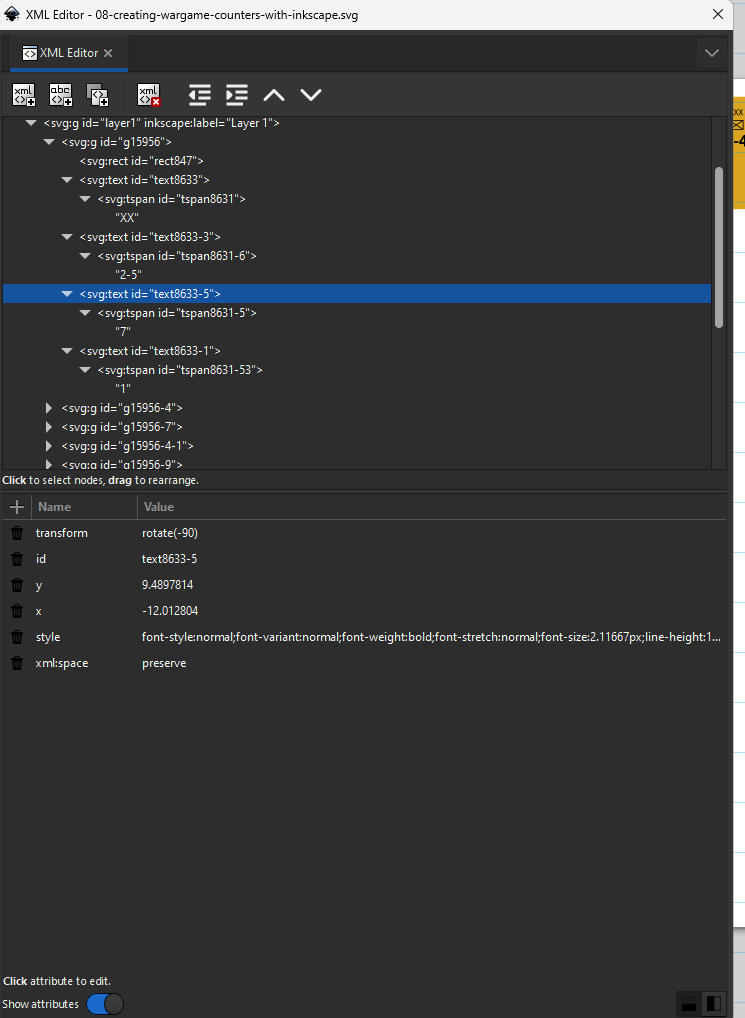 XML Editor - 08-creating-wargame-counters-with-inkscape.svg
XML Editor
xml
abc
xml
<svg:g id="layer1" inkscape:label="Layer 1">
<svg:g id="g15956">
<svg:rect id="rect847">
<svg:text id="text8633">
<svg:tspan id="tspan8631">
"XX"
<svg:text id="text8633-3">
<svg:tspan id="tspan8631-6">
"2-5"
<svg:text id="text8633-5">
<svg:tspan id="tspan8631-5">
"7"
<svg:text id="text8633-1">
<svg:tspan id="tspan8631-53">
"1"
<svg:g id="g15956-4">
<svg:g id="g15956-7">
<svg:g id="g15956-4-1">
<svg:g id="g15956-9">
Click to select nodes, drag to rearrange.
Name Value
transform rotate(-90)
id text8633-5
y 9.4897814
x -12.012804
style font-style:normal;font-variant:normal;font-weight:bold;font-stretch:normal;font-size:2.11667px;line-height:1...
xml:space preserve
Click attribute to edit.
Show attributes
XX
-4